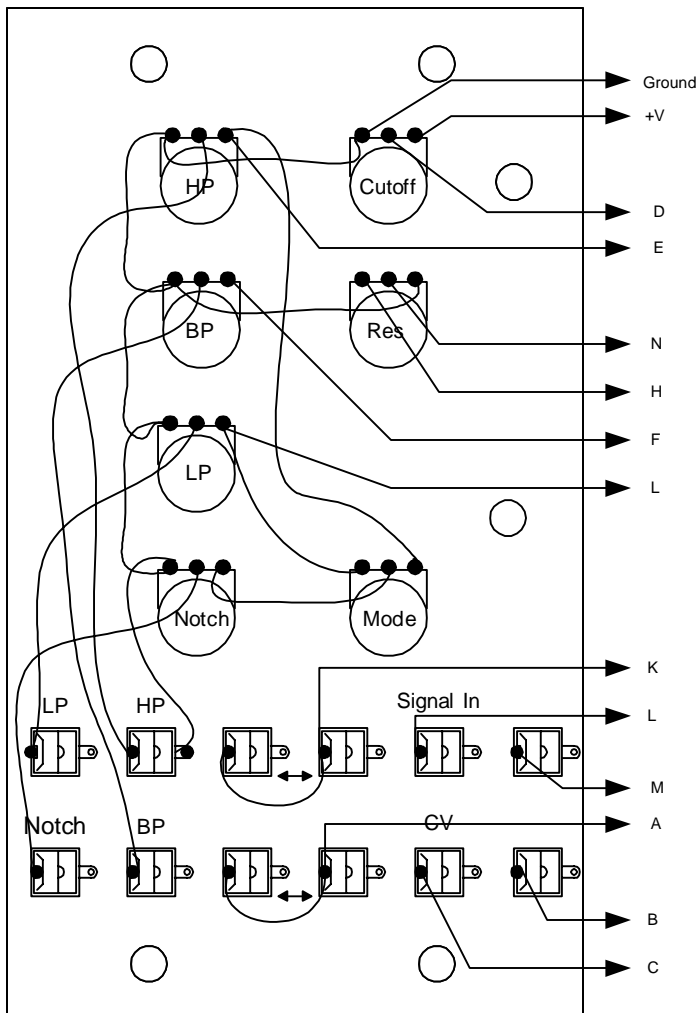 Ground
+V
HP
Cutoff
D
E
BP
Res
N
H
F
LP
L
Notch
Mode
K
LP
HP
Signal In
L
M
Notch
BP
CV
A
B
C